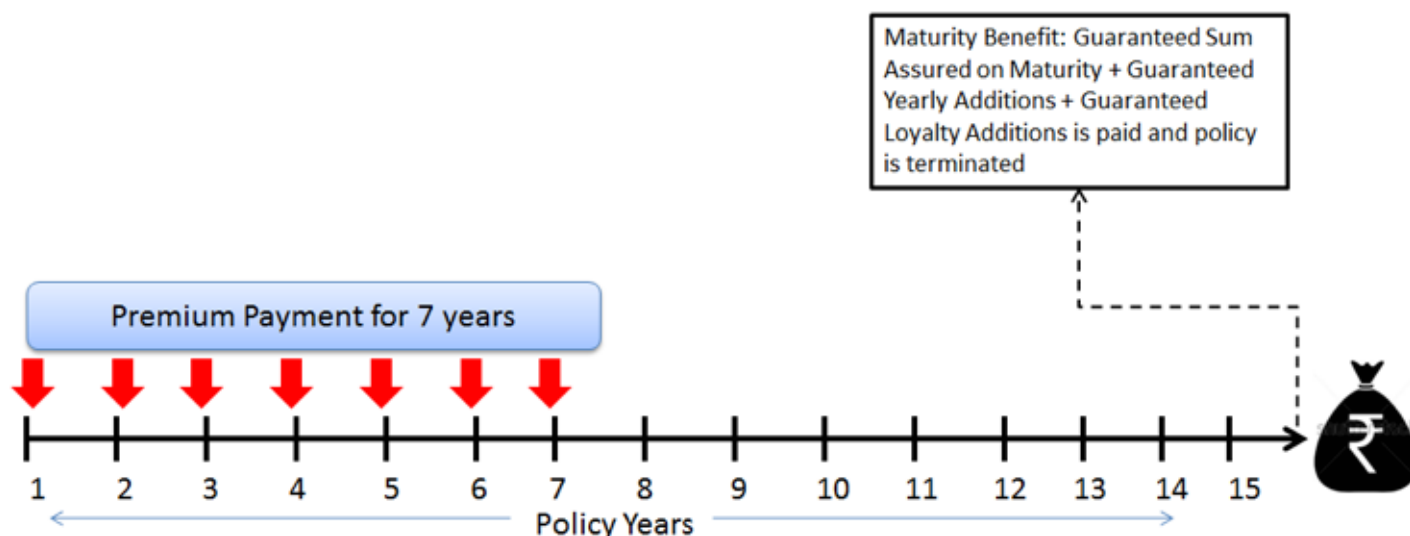 Maturity Benefit: Guaranteed Sum
Assured on Maturity + Guaranteed
Yearly Additions + Guaranteed
Loyalty Additions is paid and policy
is terminated
Premium Payment for 7 years
1 2 3 4 5 6 7 8 9 10 11 12 13 14 15
Policy Years
₹